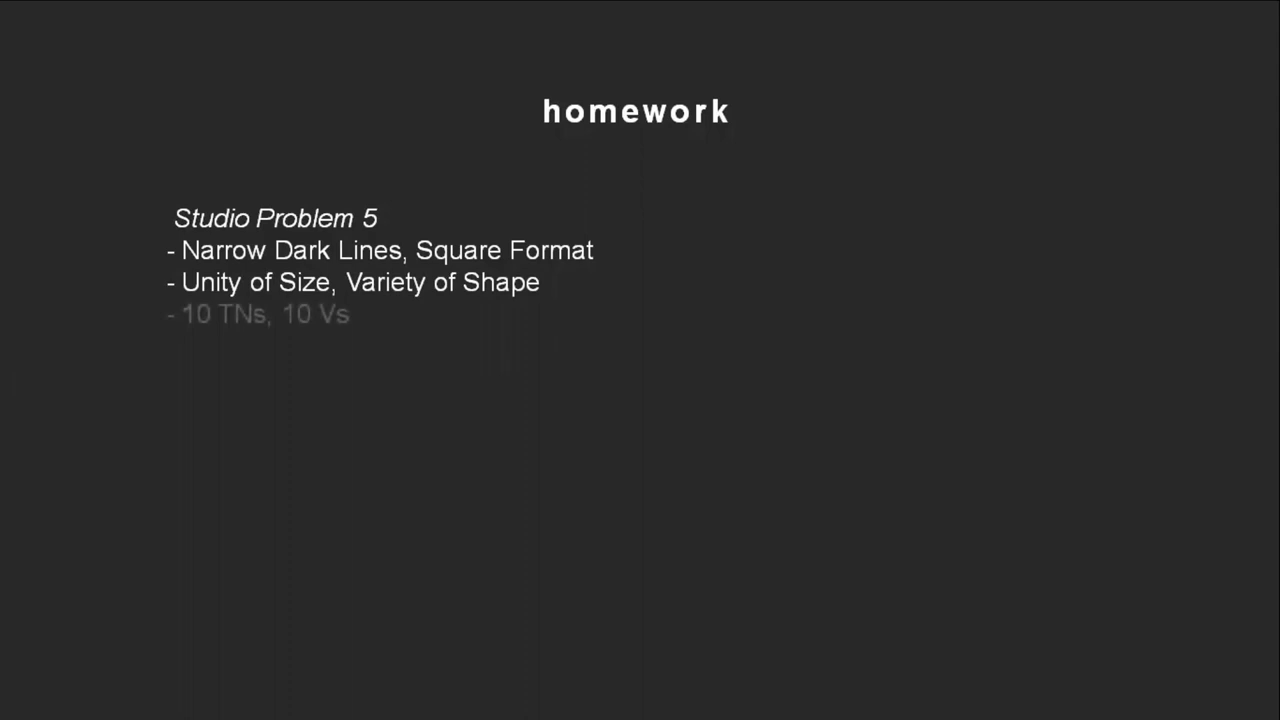 homework
Studio Problem 5
- Narrow Dark Lines, Square Format
- Unity of Size, Variety of Shape
- 10 TNs, 10 Vs